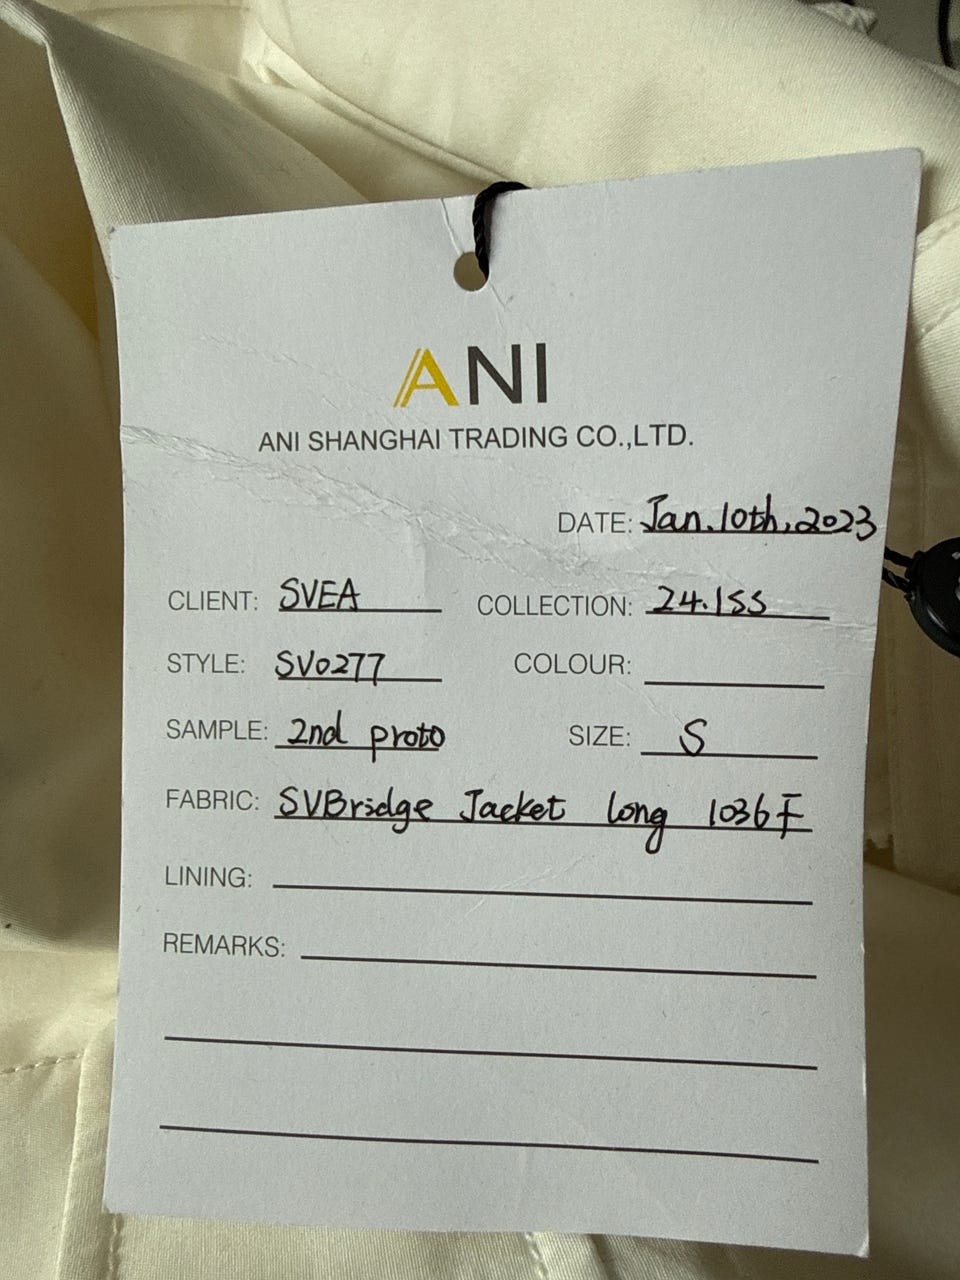 ANI
ANI SHANGHAI TRADING CO.,LTD.
DATE: Jan.10th,2023
CLIENT: SVEA COLLECTION: 24.1SS
STYLE: SV0277 COLOUR:
SAMPLE: 2nd proto SIZE: S
FABRIC: SVBridge Jacket long 1036F
LINING:
REMARKS: